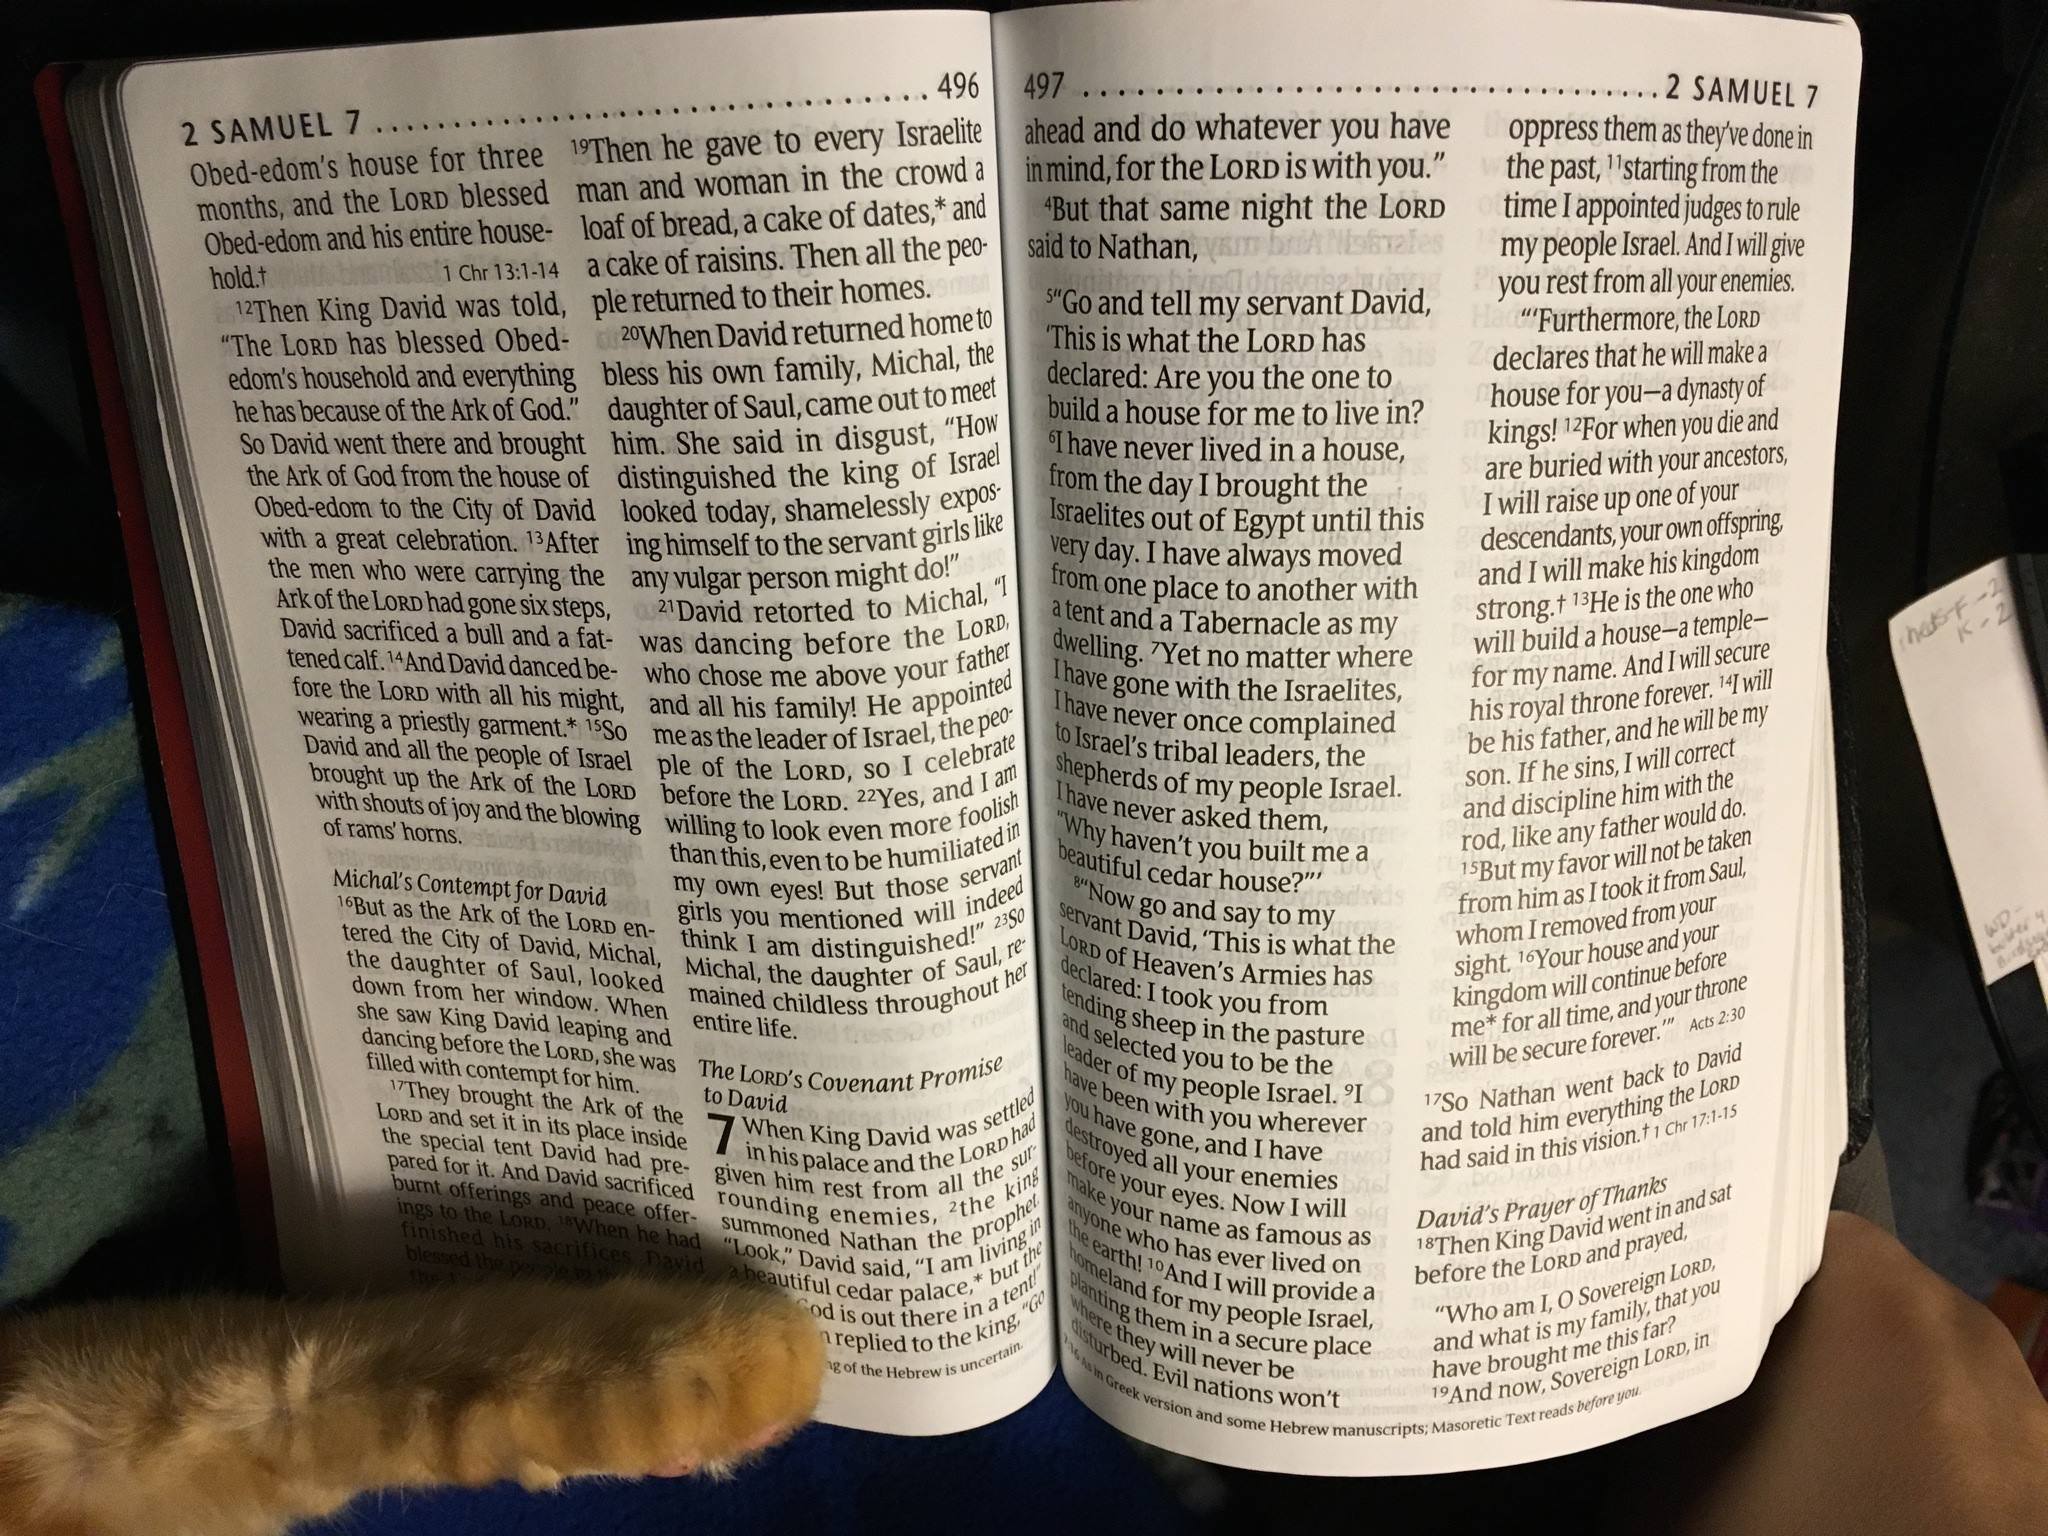 2 SAMUEL 7 496
Obed-edom's house for three
months, and the LORD blessed
Obed-edom and his entire house-
hold.† 1 Chr 13:1-14
12Then King David was told,
"The LORD has blessed Obed-
edom's household and everything
he has because of the Ark of God."
So David went there and brought
the Ark of God from the house of
Obed-edom to the City of David
with a great celebration. 13After
the men who were carrying the
Ark of the LORD had gone six steps,
David sacrificed a bull and a fat-
tened calf. 14And David danced be-
fore the LORD with all his might,
wearing a priestly garment.* 15So
David and all the people of Israel
brought up the Ark of the LORD
with shouts of joy and the blowing
of rams' horns.
Michal's Contempt for David
16But as the Ark of the LORD en-
tered the City of David, Michal,
the daughter of Saul, looked
down from her window. When
she saw King David leaping and
dancing before the LORD, she was
filled with contempt for him.
17They brought the Ark of the
LORD and set it in its place inside
the special tent David had pre-
pared for it. And David sacrificed
burnt offerings and peace offer-
ings to the LORD. 18When he had
finished his sacrifices, David
blessed the people in
the
19Then he gave to every Israelite
man and woman in the crowd a
loaf of bread, a cake of dates,* and
a cake of raisins. Then all the peo-
ple returned to their homes.
20When David returned home to
bless his own family, Michal, the
daughter of Saul, came out to meet
him. She said in disgust, "How
distinguished the king of Israel
looked today, shamelessly expos-
ing himself to the servant girls like
any vulgar person might do!"
21David retorted to Michal, "I
was dancing before the LORD,
who chose me above your father
and all his family! He appointed
me as the leader of Israel, the peo-
ple of the LORD, so I celebrate
before the LORD. 22Yes, and I am
willing to look even more foolish
than this, even to be humiliated in
my own eyes! But those servant
girls you mentioned will indeed
think I am distinguished!" 23So
Michal, the daughter of Saul, re-
mained childless throughout her
entire life.
The LORD's Covenant Promise
to David
7 When King David was settled
in his palace and the LORD had
given him rest from all the sur-
rounding enemies, 2the king
summoned Nathan the prophet.
"Look," David said, "I am living in
a beautiful cedar palace,* but the
God is out there in a tent!"
replied to the king, "Go
of the Hebrew is uncertain.
497 2 SAMUEL 7
ahead and do whatever you have
in mind, for the LORD is with you."
4But that same night the LORD
said to Nathan,
5"Go and tell my servant David,
'This is what the LORD has
declared: Are you the one to
build a house for me to live in?
6I have never lived in a house,
from the day I brought the
Israelites out of Egypt until this
very day. I have always moved
from one place to another with
a tent and a Tabernacle as my
dwelling. 7Yet no matter where
I have gone with the Israelites,
I have never once complained
to Israel's tribal leaders, the
shepherds of my people Israel.
I have never asked them,
"Why haven't you built me a
beautiful cedar house?"'
8"Now go and say to my
servant David, 'This is what the
LORD of Heaven's Armies has
declared: I took you from
tending sheep in the pasture
and selected you to be the
leader of my people Israel. 9I
have been with you wherever
you have gone, and I have
destroyed all your enemies
before your eyes. Now I will
make your name as famous as
anyone who has ever lived on
the earth! 10And I will provide a
homeland for my people Israel,
planting them in a secure place
where they will never be
disturbed. Evil nations won't
oppress them as they've done in
the past, 11starting from the
time I appointed judges to rule
my people Israel. And I will give
you rest from all your enemies.
"'Furthermore, the LORD
declares that he will make a
house for you—a dynasty of
kings! 12For when you die and
are buried with your ancestors,
I will raise up one of your
descendants, your own offspring,
and I will make his kingdom
strong.† 13He is the one who
will build a house—a temple—
for my name. And I will secure
his royal throne forever. 14I will
be his father, and he will be my
son. If he sins, I will correct
and discipline him with the
rod, like any father would do.
15But my favor will not be taken
from him as I took it from Saul,
whom I removed from your
sight. 16Your house and your
kingdom will continue before
me* for all time, and your throne
will be secure forever.'" Acts 2:30
17So Nathan went back to David
and told him everything the LORD
had said in this vision.† 1 Chr 17:1-15
David's Prayer of Thanks
18Then King David went in and sat
before the LORD and prayed,
"Who am I, O Sovereign LORD,
and what is my family, that you
have brought me this far?
19And now, Sovereign LORD, in
7:16 As in Greek version and some Hebrew manuscripts; Masoretic Text reads before you.
K - 2